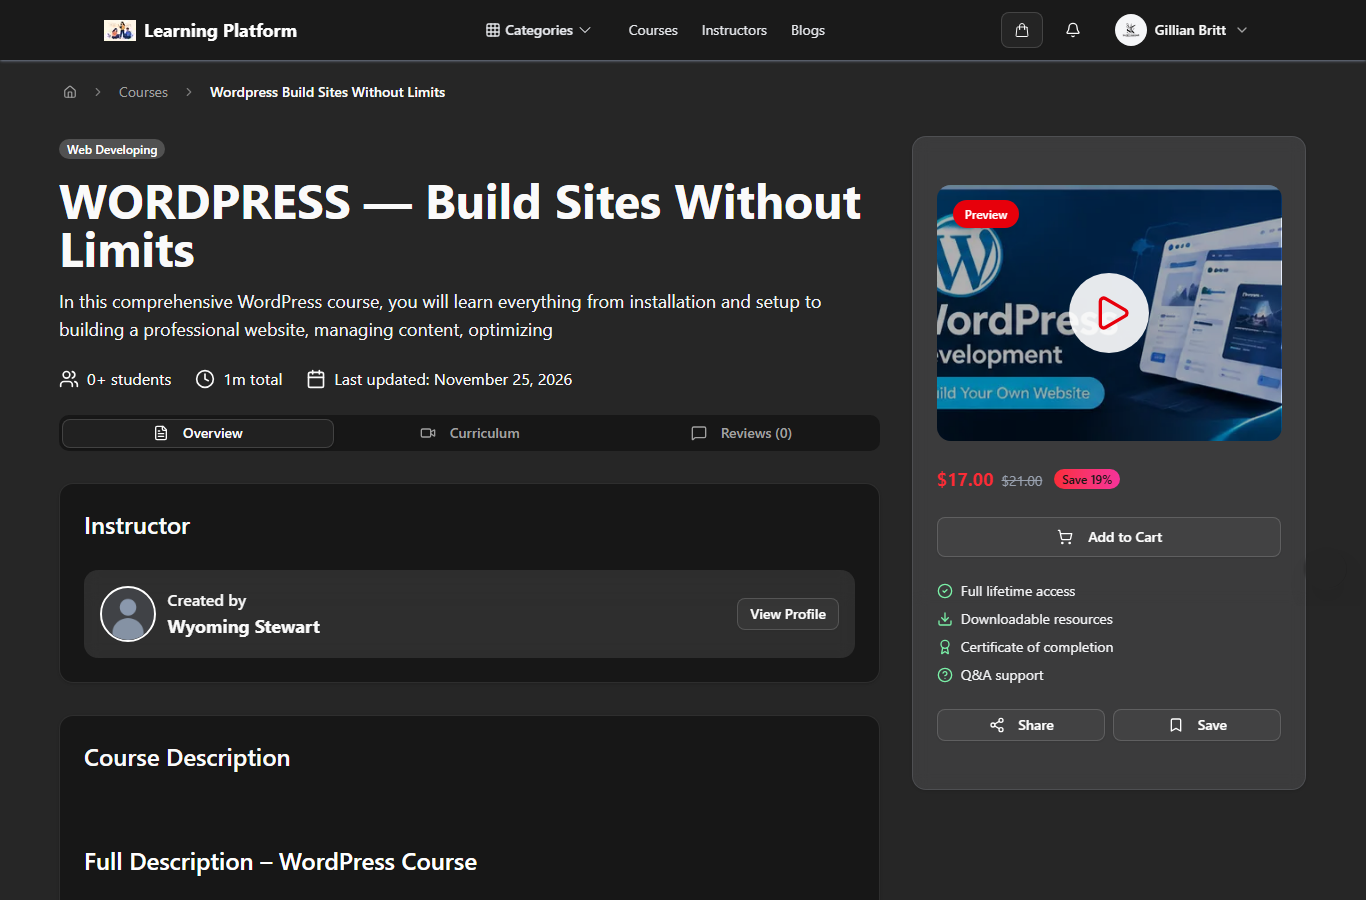 Learning Platform
Categories
Courses
Instructors
Blogs
Gillian Britt
Courses
Wordpress Build Sites Without Limits
Web Developing
WORDPRESS — Build Sites Without
Limits
In this comprehensive WordPress course, you will learn everything from installation and setup to
building a professional website, managing content, optimizing
0+ students
1m total
Last updated: November 25, 2026
Overview
Curriculum
Reviews (0)
Instructor
Created by
Wyoming Stewart
View Profile
Course Description
Full Description – WordPress Course
Preview
WordPress
velopment
ild Your Own Website
$17.00
$21.00
Save 19%
Add to Cart
Full lifetime access
Downloadable resources
Certificate of completion
Q&A support
Share
Save